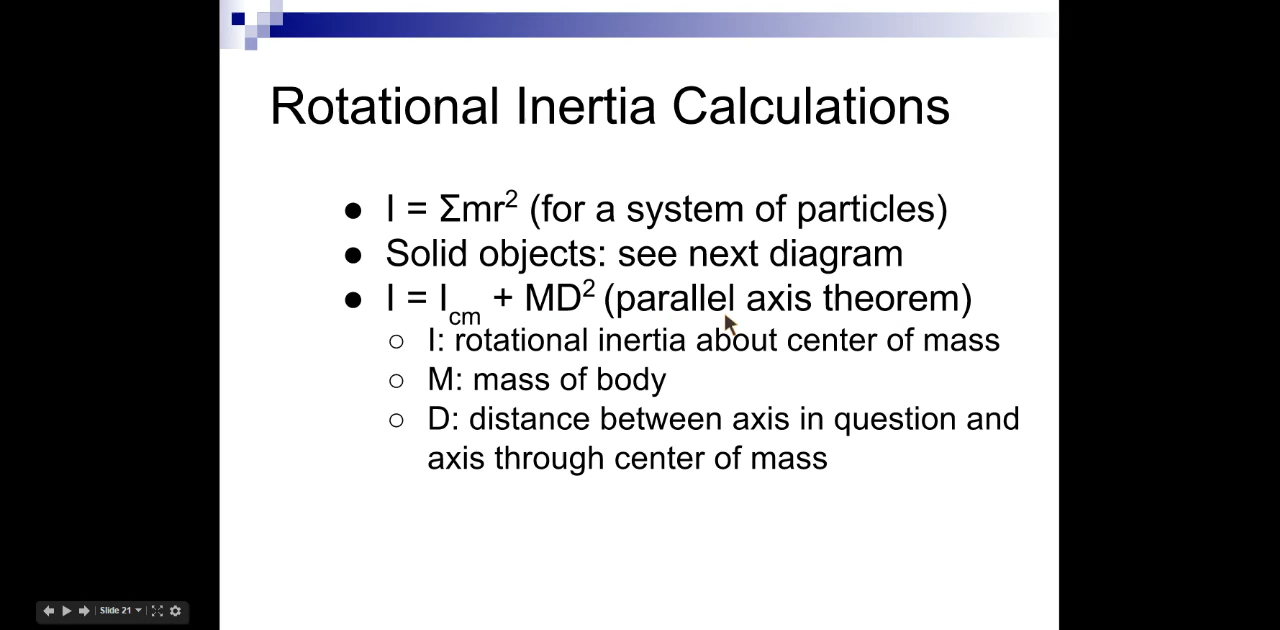 Rotational Inertia Calculations
● I = Σmr² (for a system of particles)
● Solid objects: see next diagram
● I = Icm + MD² (parallel axis theorem)
○ I: rotational inertia about center of mass
○ M: mass of body
○ D: distance between axis in question and
axis through center of mass
Slide 21